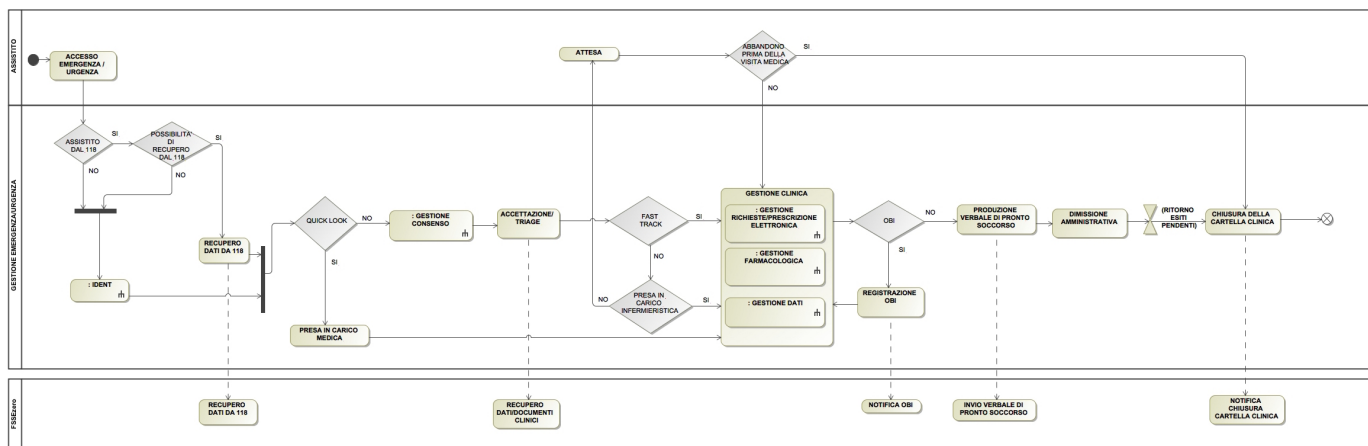 ASSISTITO
ACCESSO
EMERGENZA /
URGENZA
ATTESA
ABBANDONO
PRIMA DELLA
VISITA MEDICA
SI
NO
GESTIONE EMERGENZA/URGENZA
ASSISTITO
DAL 118
SI
NO
POSSIBILITA'
DI
RECUPERO
DAL 118
SI
NO
RECUPERO
DATI DA 118
: IDENT
QUICK LOOK
NO
SI
: GESTIONE
CONSENSO
ACCETTAZIONE/
TRIAGE
PRESA IN CARICO
MEDICA
FAST
TRACK
SI
NO
PRESA IN
CARICO
INFERMIERISTICA
NO
SI
GESTIONE CLINICA
: GESTIONE
RICHIESTE/PRESCRIZIONE
ELETTRONICA
: GESTIONE
FARMACOLOGICA
: GESTIONE DATI
OBI
NO
SI
REGISTRAZIONE
OBI
PRODUZIONE
VERBALE DI PRONTO
SOCCORSO
DIMISSIONE
AMMINISTRATIVA
(RITORNO
ESITI
PENDENTI)
CHIUSURA DELLA
CARTELLA CLINICA
FSSEzero
RECUPERO
DATI DA 118
RECUPERO
DATI/DOCUMENTI
CLINICI
NOTIFICA OBI
INVIO VERBALE DI
PRONTO SOCCORSO
NOTIFICA
CHIUSURA
CARTELLA CLINICA